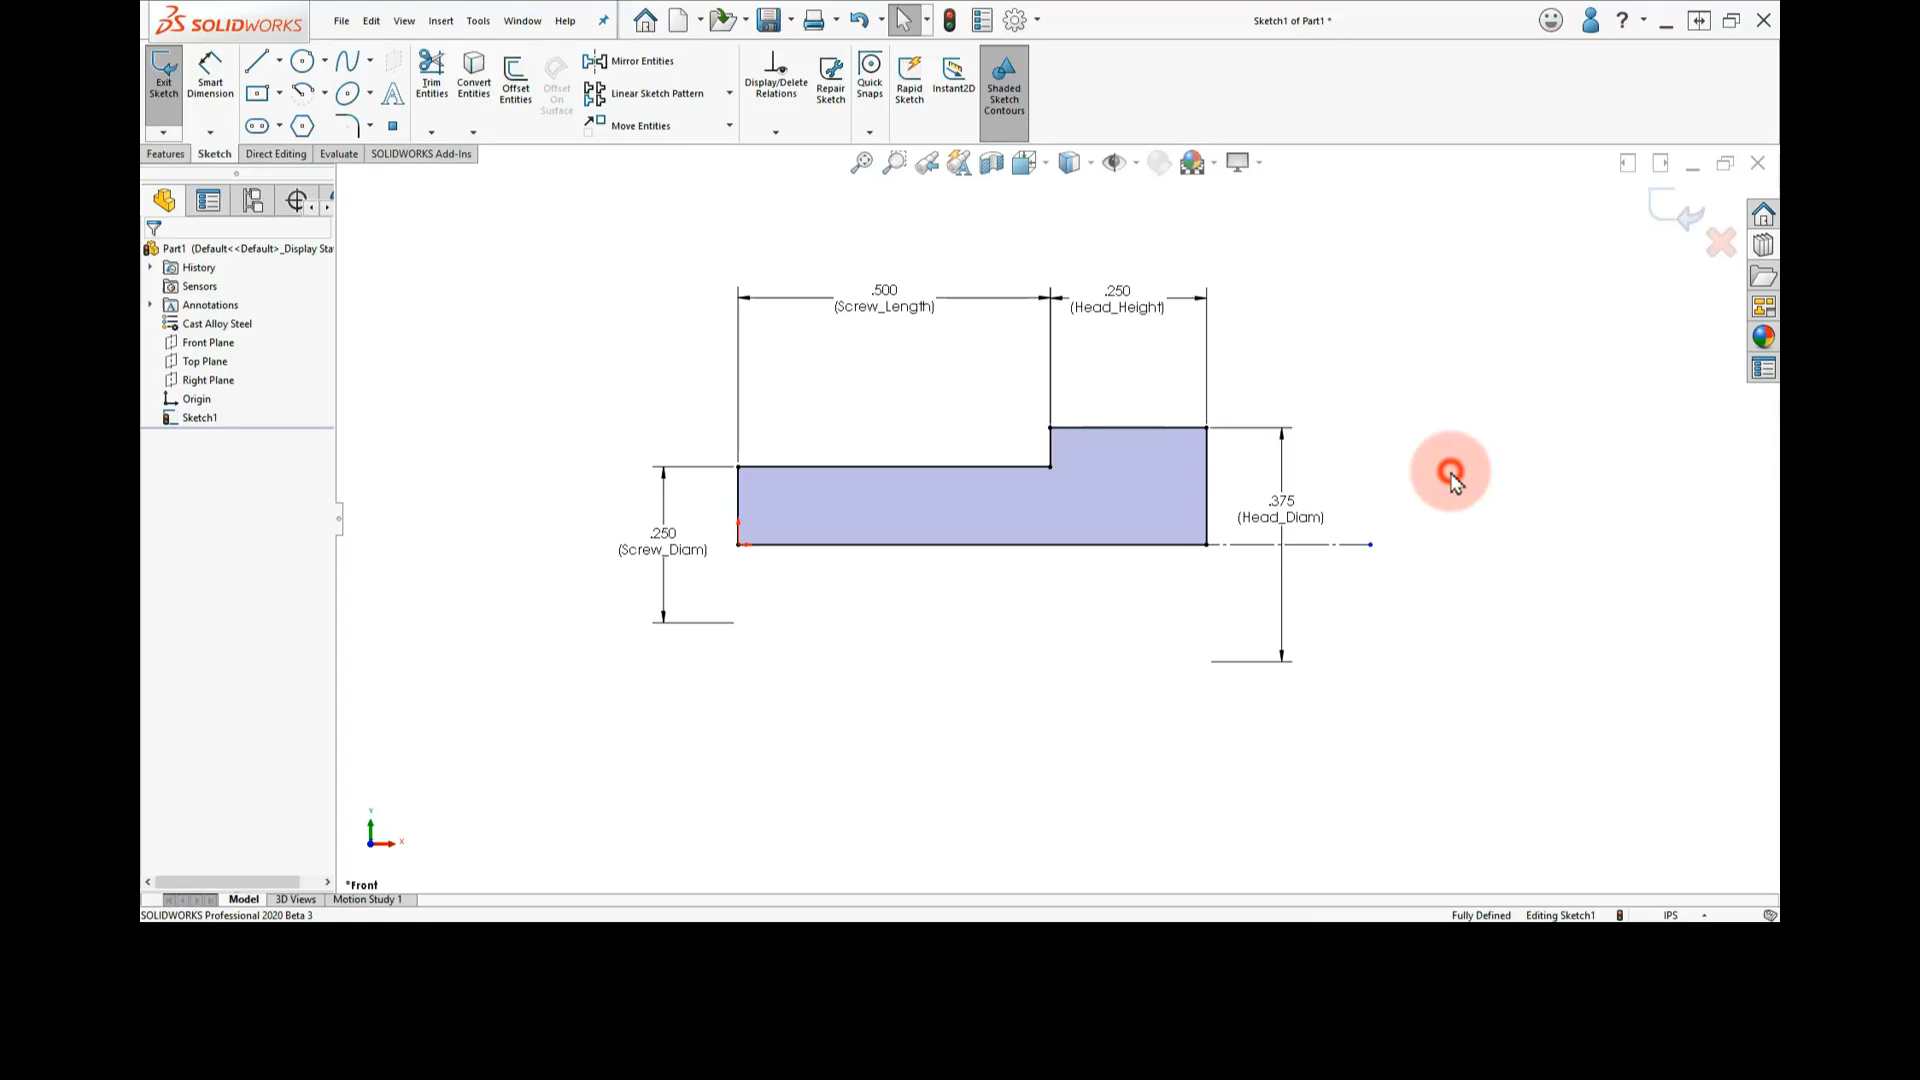 SOLIDWORKS
File Edit View Insert Tools Window Help
Sketch1 of Part1 *
Exit Sketch
Smart Dimension
Trim Entities
Convert Entities
Offset Entities
Offset On Surface
Mirror Entities
Linear Sketch Pattern
Move Entities
Display/Delete Relations
Repair Sketch
Quick Snaps
Rapid Sketch
Instant2D
Shaded Sketch Contours
Features Sketch Direct Editing Evaluate SOLIDWORKS Add-Ins
Part1 (Default<<Default>_Display Sta
History
Sensors
Annotations
Cast Alloy Steel
Front Plane
Top Plane
Right Plane
Origin
Sketch1
.500
(Screw_Length)
.250
(Head_Height)
.375
(Head_Diam)
.250
(Screw_Diam)
Y
X
*Front
Model 3D Views Motion Study 1
SOLIDWORKS Professional 2020 Beta 3
Fully Defined Editing Sketch1 IPS